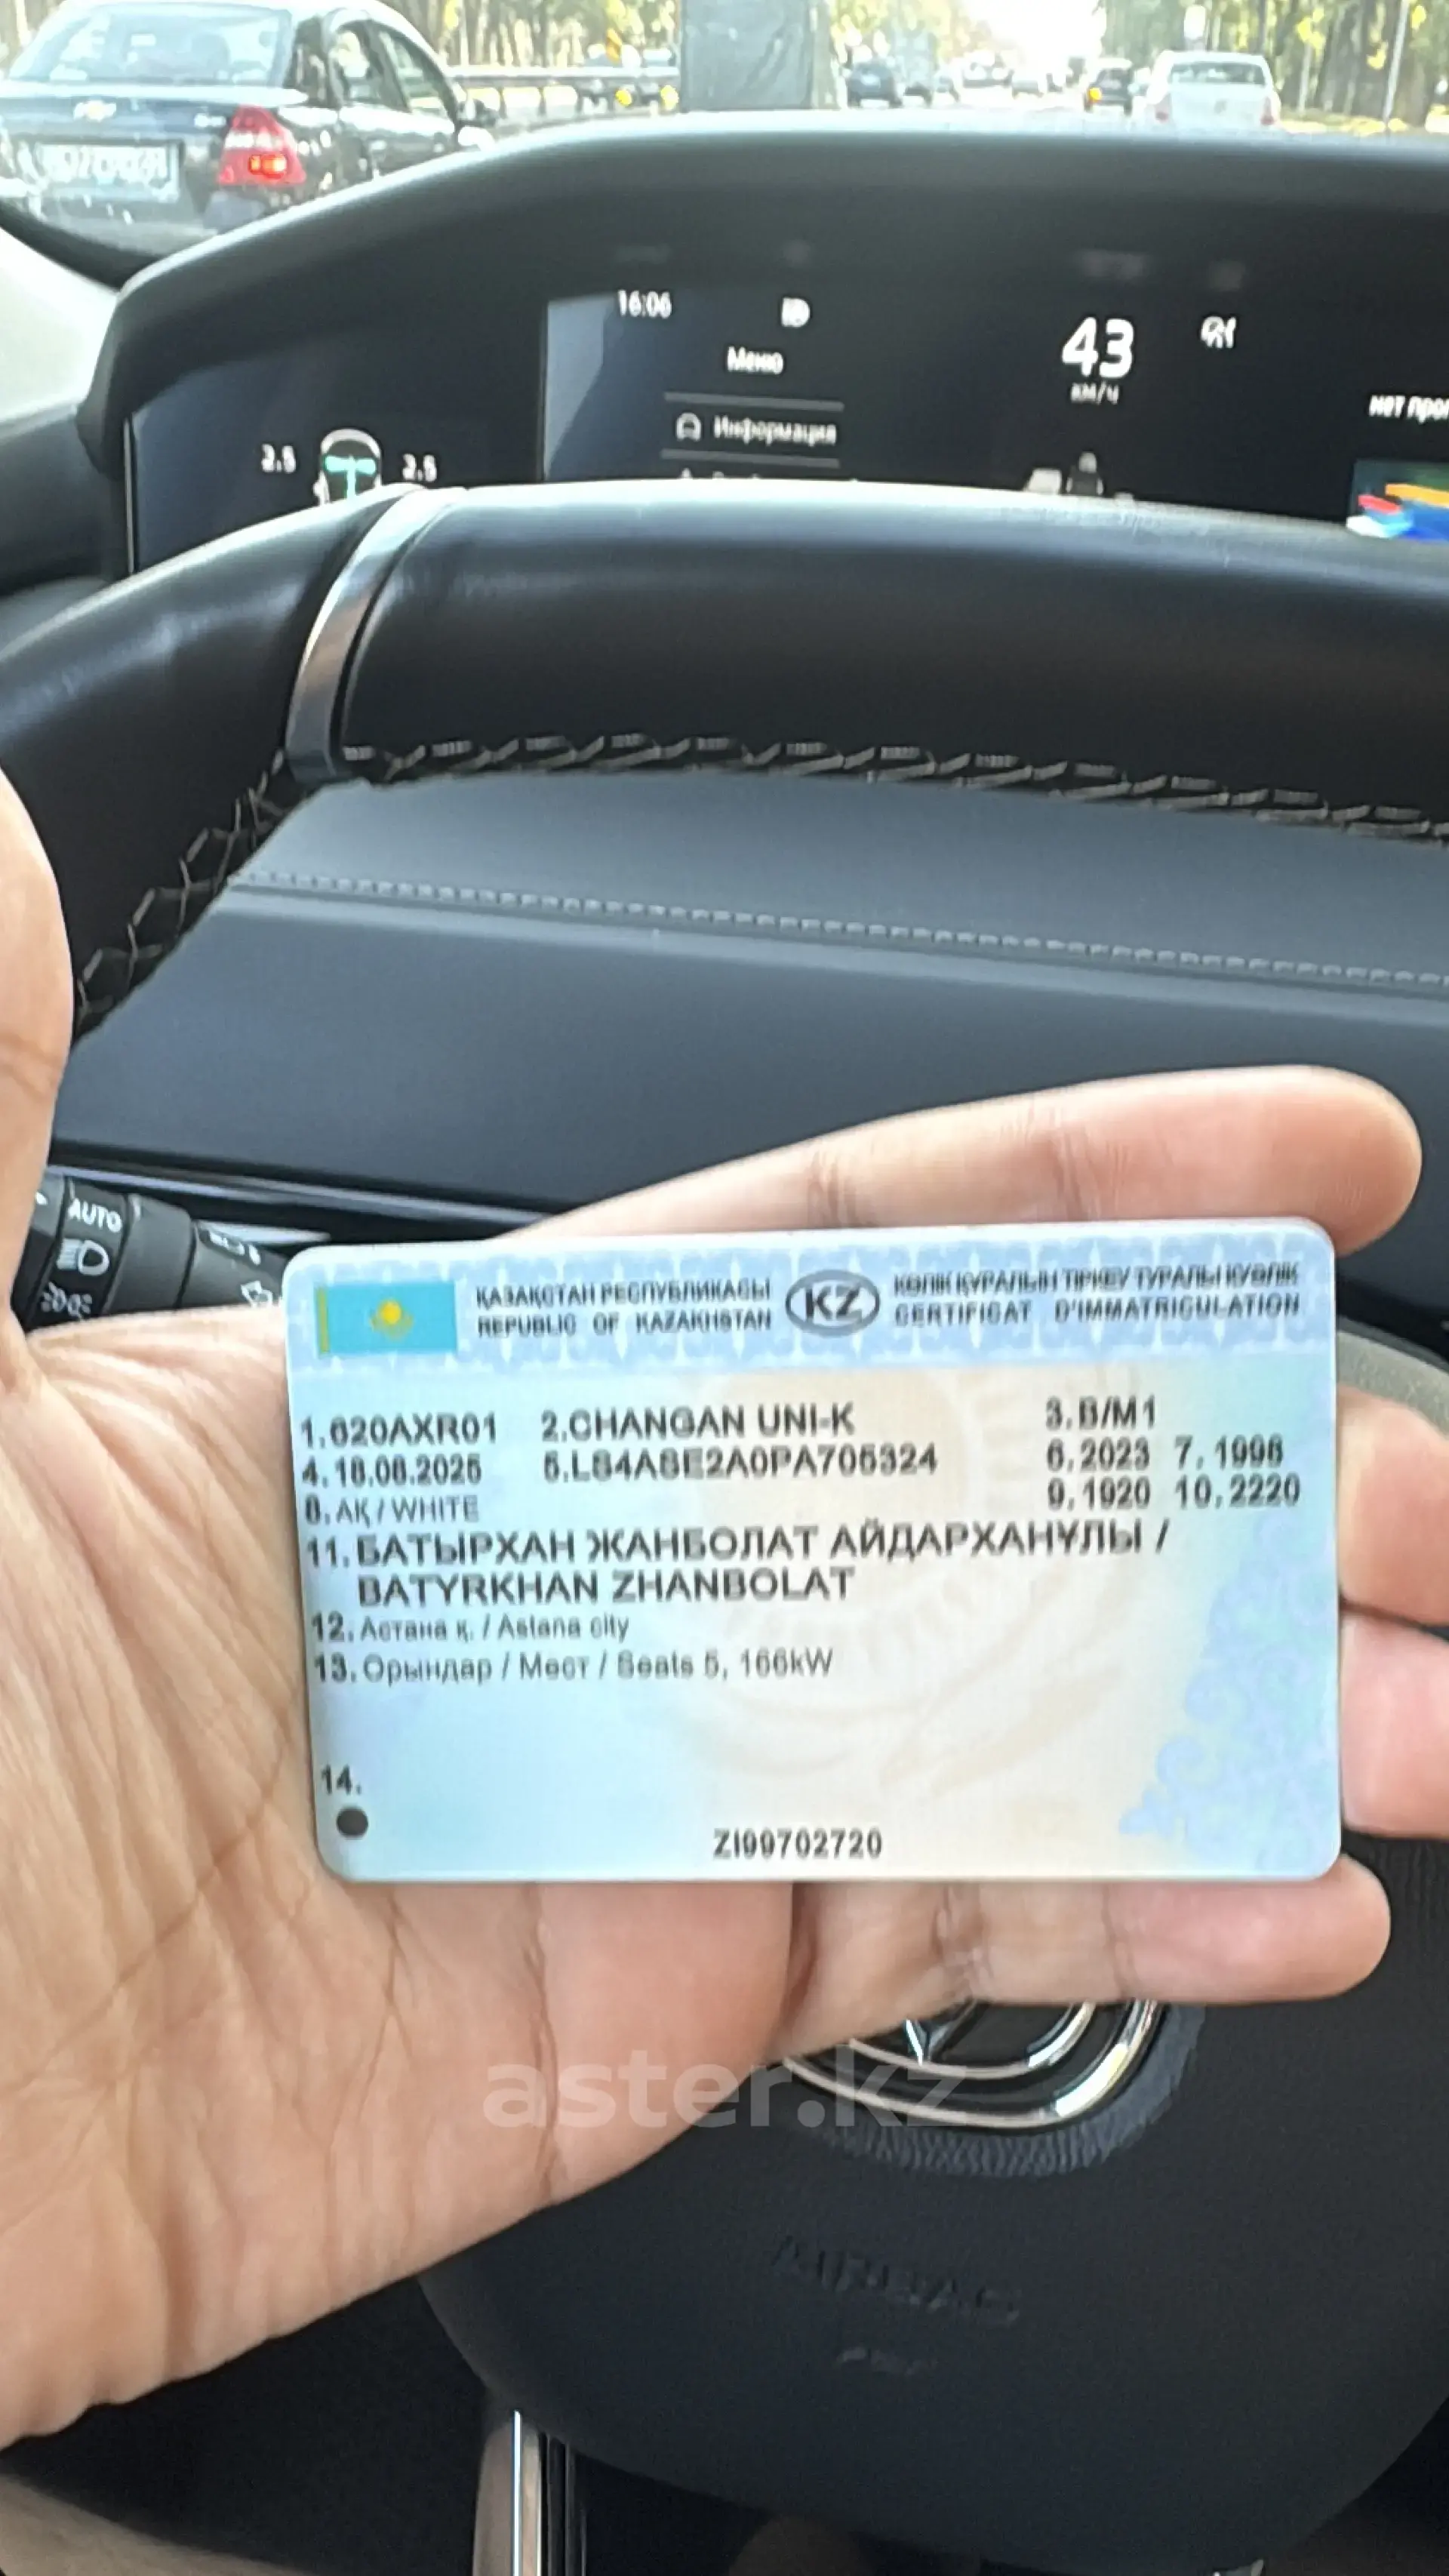 16:06
Меню
Информация
43
км/ч
2.5 2.5
AUTO
ҚАЗАҚСТАН РЕСПУБЛИКАСЫ
REPUBLIC OF KAZAKHSTAN
KZ
КӨЛІК ҚҰРАЛЫН ТІРКЕУ ТУРАЛЫ КУӘЛІК
CERTIFICAT D'IMMATRICULATION
1.620AXR01 2.CHANGAN UNI-K 3.B/M1
4.16.08.2025 5.LS4ASE2A0PA705324 6.2023 7.1998
8.АҚ / WHITE 9.1920 10.2220
11.БАТЫРХАН ЖАНБОЛАТ АЙДАРХАНҰЛЫ /
BATYRKHAN ZHANBOLAT
12.Астана қ. / Astana city
13.Орындар / Мест / Seats 5, 166kW
14.
ZI99702720
aster.kz
AIRBAG